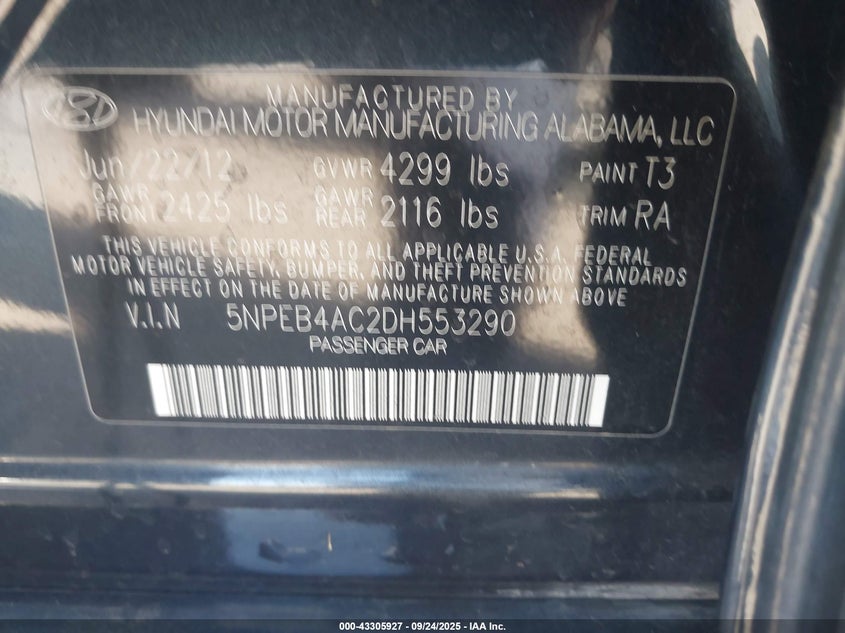 MANUFACTURED BY
HYUNDAI MOTOR MANUFACTURING ALABAMA, LLC
Jun/22/12 GVWR 4299 lbs PAINT T3
GAWR FRONT 2425 lbs GAWR REAR 2116 lbs TRIM RA
THIS VEHICLE CONFORMS TO ALL APPLICABLE U.S.A. FEDERAL
MOTOR VEHICLE SAFETY, BUMPER, AND THEFT PREVENTION STANDARDS
IN EFFECT ON THE DATE OF MANUFACTURE SHOWN ABOVE
V.I.N 5NPEB4AC2DH553290
PASSENGER CAR
000-43305927 - 09/24/2025 - IAA Inc.